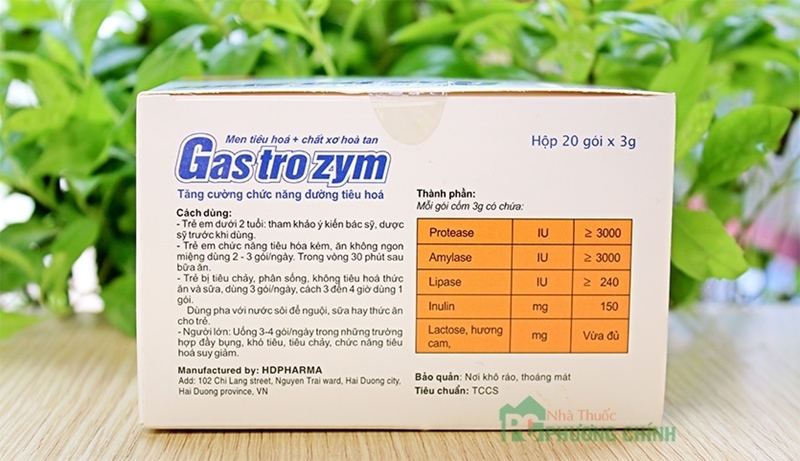 Men tiêu hoá + chất xơ hoà tan
Gastrozym
Tăng cường chức năng đường tiêu hoá
Hộp 20 gói x 3g
Cách dùng:
- Trẻ em dưới 2 tuổi: tham khảo ý kiến bác sỹ, dược
sỹ trước khi dùng.
- Trẻ em chức năng tiêu hóa kém, ăn không ngon
miệng dùng 2 - 3 gói/ngày. Trong vòng 30 phút sau
bữa ăn.
- Trẻ bị tiêu chảy, phân sống, không tiêu hoá thức
ăn và sữa, dùng 3 gói/ngày, cách 3 đến 4 giờ dùng 1
gói.
Dùng pha với nước sôi để nguội, sữa hay thức ăn
cho trẻ.
- Người lớn: Uống 3-4 gói/ngày trong những trường
hợp đầy bụng, khó tiêu, tiêu chảy, chức năng tiêu
hoá suy giảm.
Manufactured by: HDPHARMA
Add: 102 Chi Lang street, Nguyen Trai ward, Hai Duong city,
Hai Duong province, VN
Thành phần:
Mỗi gói cốm 3g có chứa:
Protease IU ≥ 3000
Amylase IU ≥ 3000
Lipase IU ≥ 240
Inulin mg 150
Lactose, hương mg Vừa đủ
cam,
Bảo quản: Nơi khô ráo, thoáng mát
Tiêu chuẩn: TCCS
Nhà Thuốc
PHƯƠNG CHÍNH